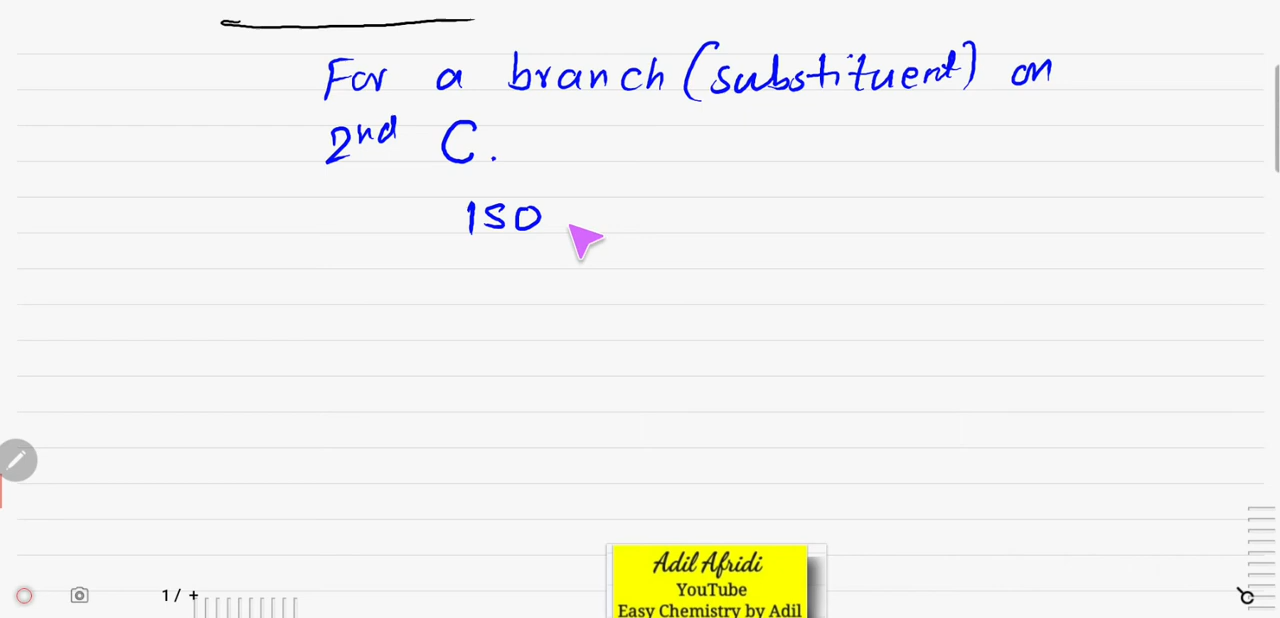 For a branch (substituent) on
2nd C.
ISO
1 / +
Adil Afridi
YouTube
Easy Chemistry by Adil